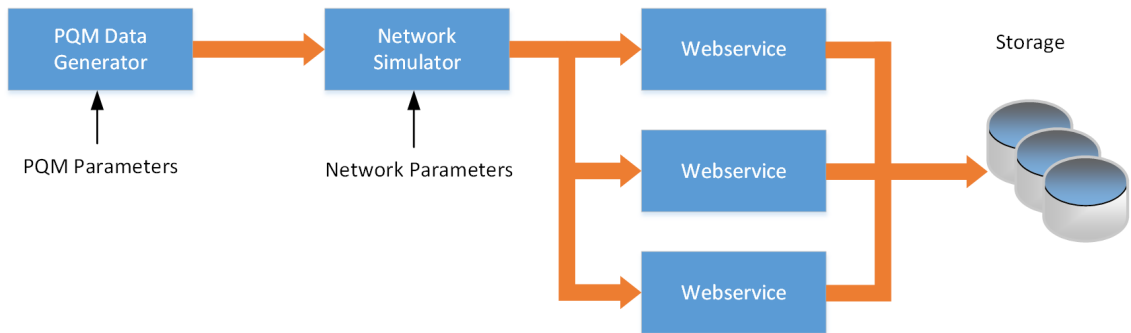 PQM Data
Generator
Network
Simulator
Webservice
Storage
PQM Parameters
Network Parameters
Webservice
Webservice